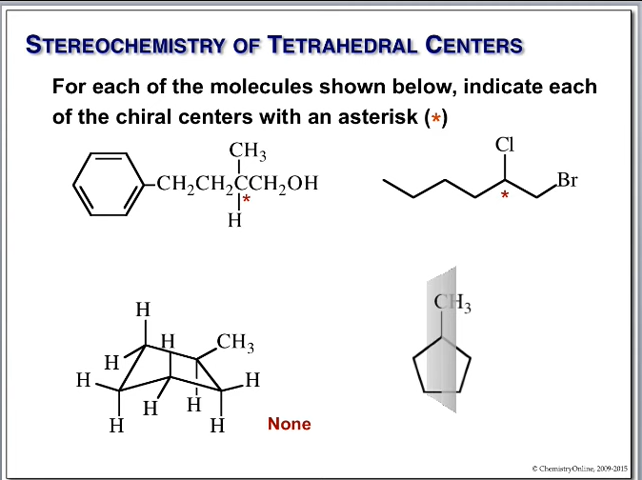 STEREOCHEMISTRY OF TETRAHEDRAL CENTERS
For each of the molecules shown below, indicate each
of the chiral centers with an asterisk (*)
CH₃
CH₂CH₂CCH₂OH
*
H
Cl
Br
*
H
H
CH₃
H
H
H
H
H
H
H
None
CH₃
© ChemistryOnline, 2009-2015